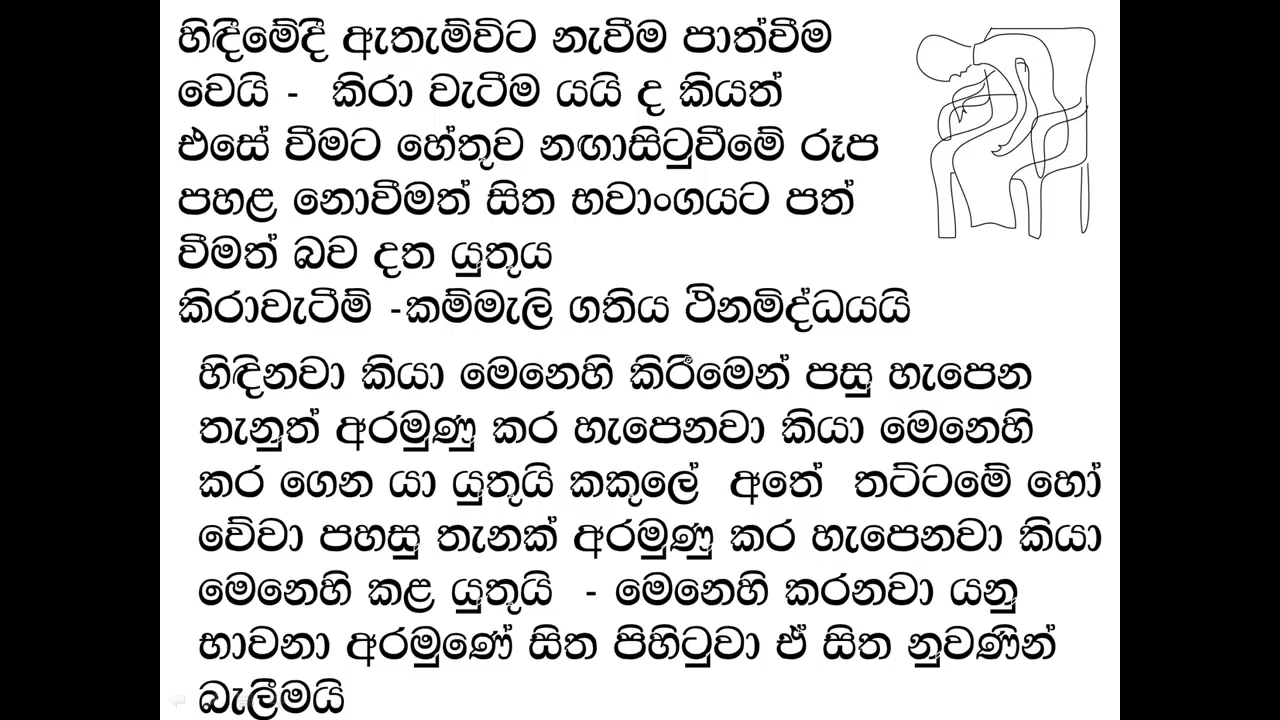 හිඳීමේදී ඇතැම්විට නැවීම පාත්වීම
වෙයි - කිරා වැටීම යයි ද කියත්
එසේ වීමට හේතුව නඟාසිටුවීමේ රූප
පහළ නොවීමත් සිත භවාංගයට පත්
වීමත් බව දත යුතුය
කිරාවැටීම් -කම්මැලි ගතිය ථිනමිද්ධයයි
හිඳිනවා කියා මෙනෙහි කිරීමෙන් පසු හැපෙන
තැනුත් අරමුණු කර හැපෙනවා කියා මෙනෙහි
කර ගෙන යා යුතුයි කකුලේ අතේ තට්ටමේ හෝ
වේවා පහසු තැනක් අරමුණු කර හැපෙනවා කියා
මෙනෙහි කළ යුතුයි - මෙනෙහි කරනවා යනු
භාවනා අරමුණේ සිත පිහිටුවා ඒ සිත නුවණින්
බැලීමයි